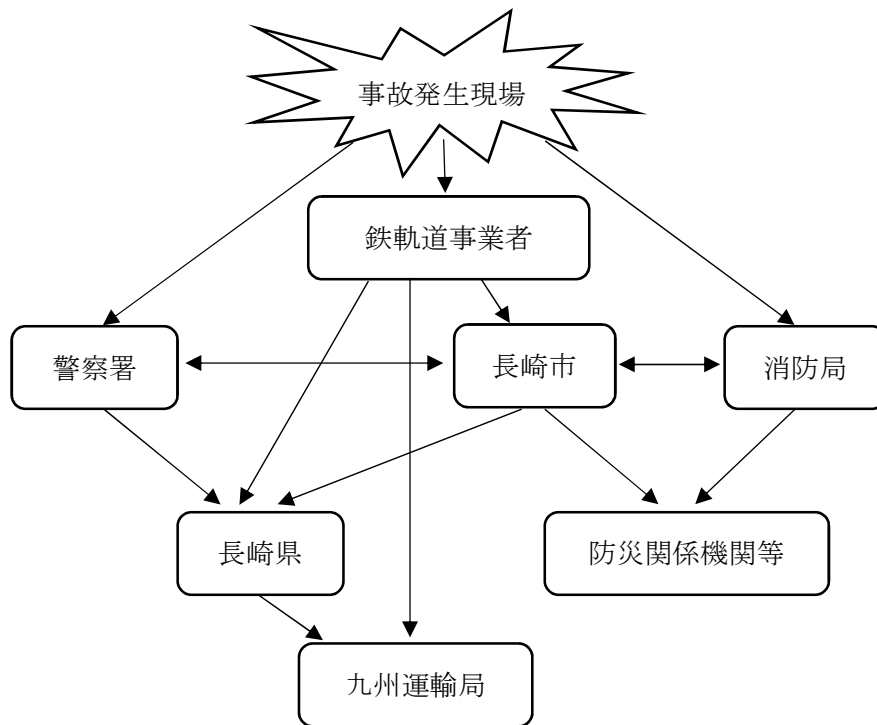 事故発生現場
鉄軌道事業者
警察署
長崎市
消防局
長崎県
防災関係機関等
九州運輸局